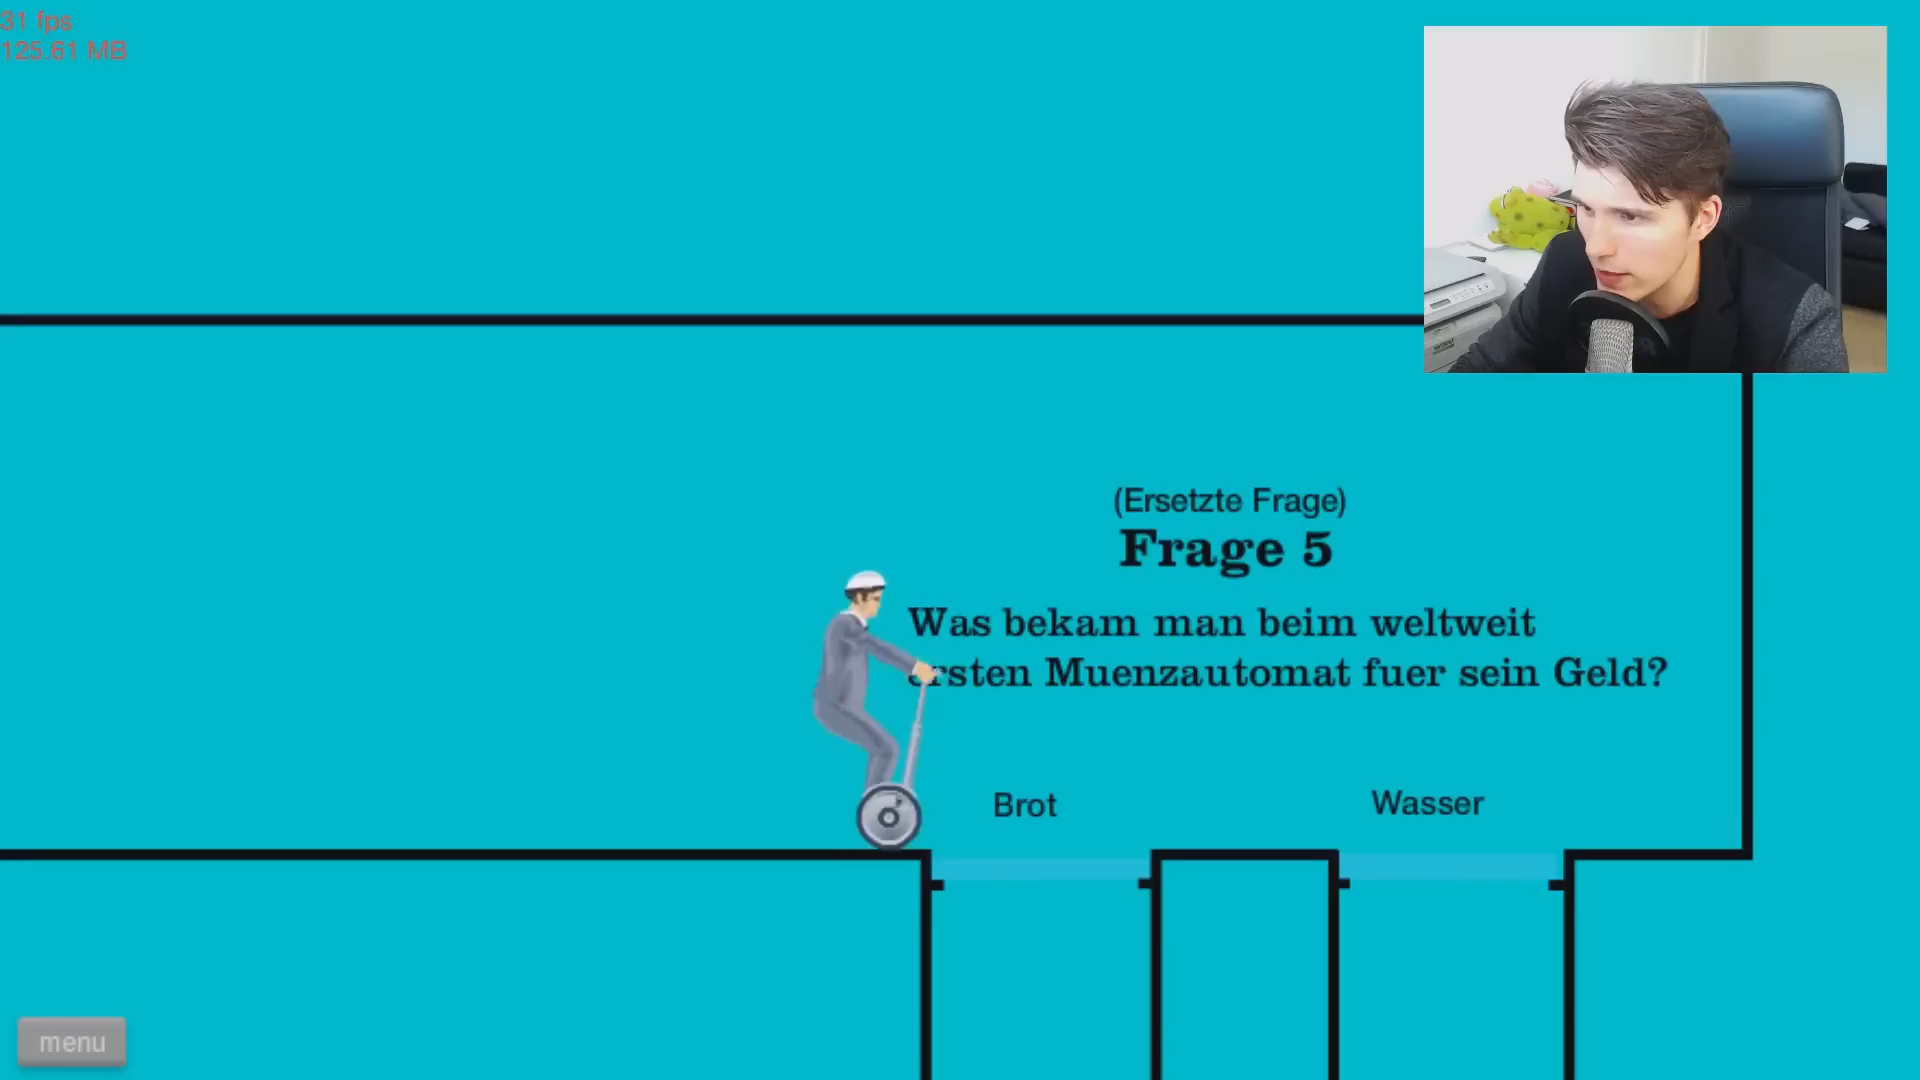 31 fps
125.61 MB
(Ersetzte Frage)
Frage 5
Was bekam man beim weltweit
ersten Muenzautomat fuer sein Geld?
Brot
Wasser
menu